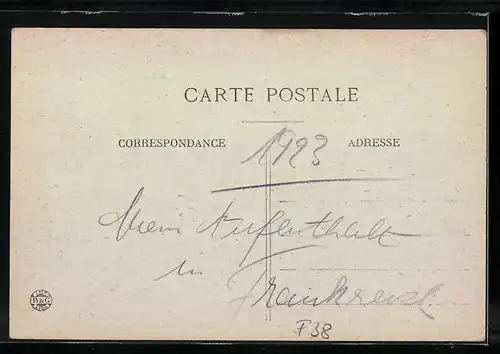 CARTE POSTALE
CORRESPONDANCE
ADRESSE
1923
Mein Aufenthalt
in
Frankreich
F38
B&G